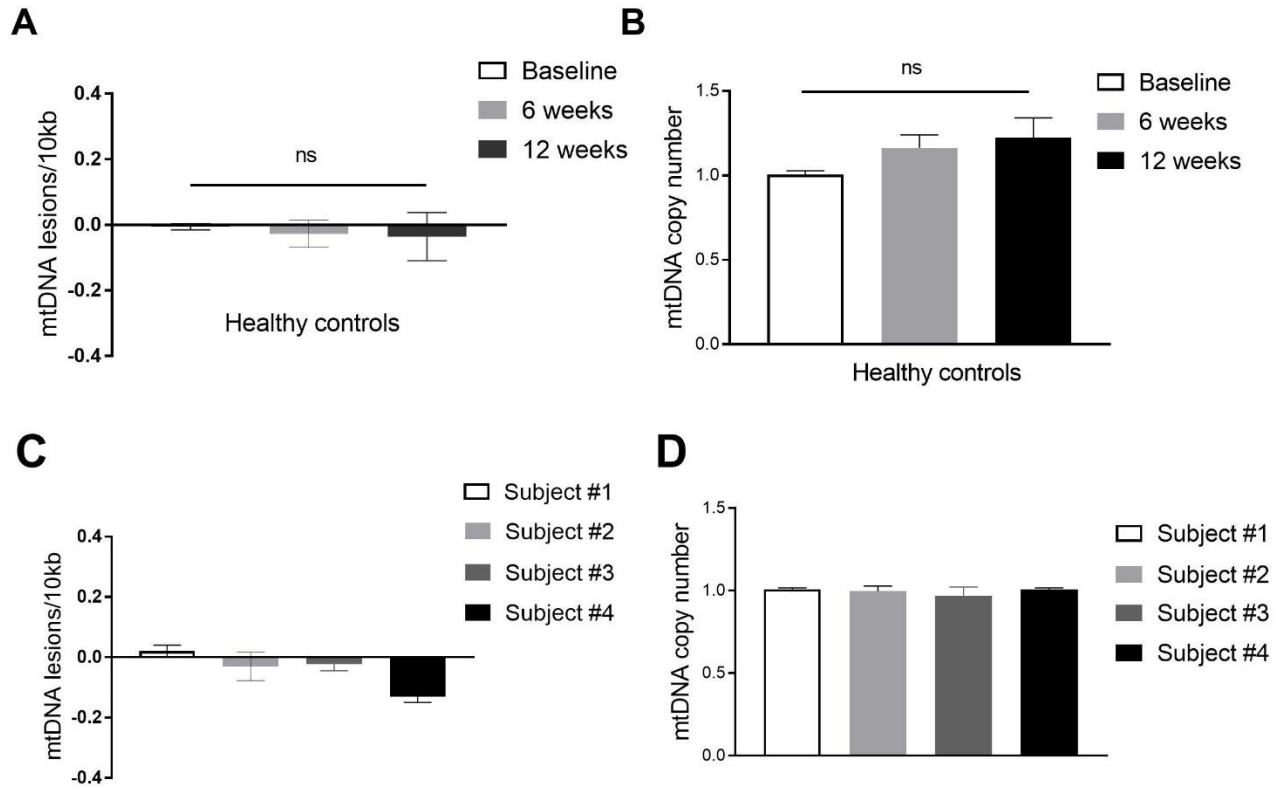 A
mtDNA lesions/10kb
0.4
0.2
0.0
-0.2
-0.4
ns
Healthy controls
Baseline
6 weeks
12 weeks
B
mtDNA copy number
1.5
1.0
0.5
0.0
ns
Healthy controls
Baseline
6 weeks
12 weeks
C
mtDNA lesions/10kb
0.4
0.2
0.0
-0.2
-0.4
Subject #1
Subject #2
Subject #3
Subject #4
D
mtDNA copy number
1.5
1.0
0.5
0.0
Subject #1
Subject #2
Subject #3
Subject #4